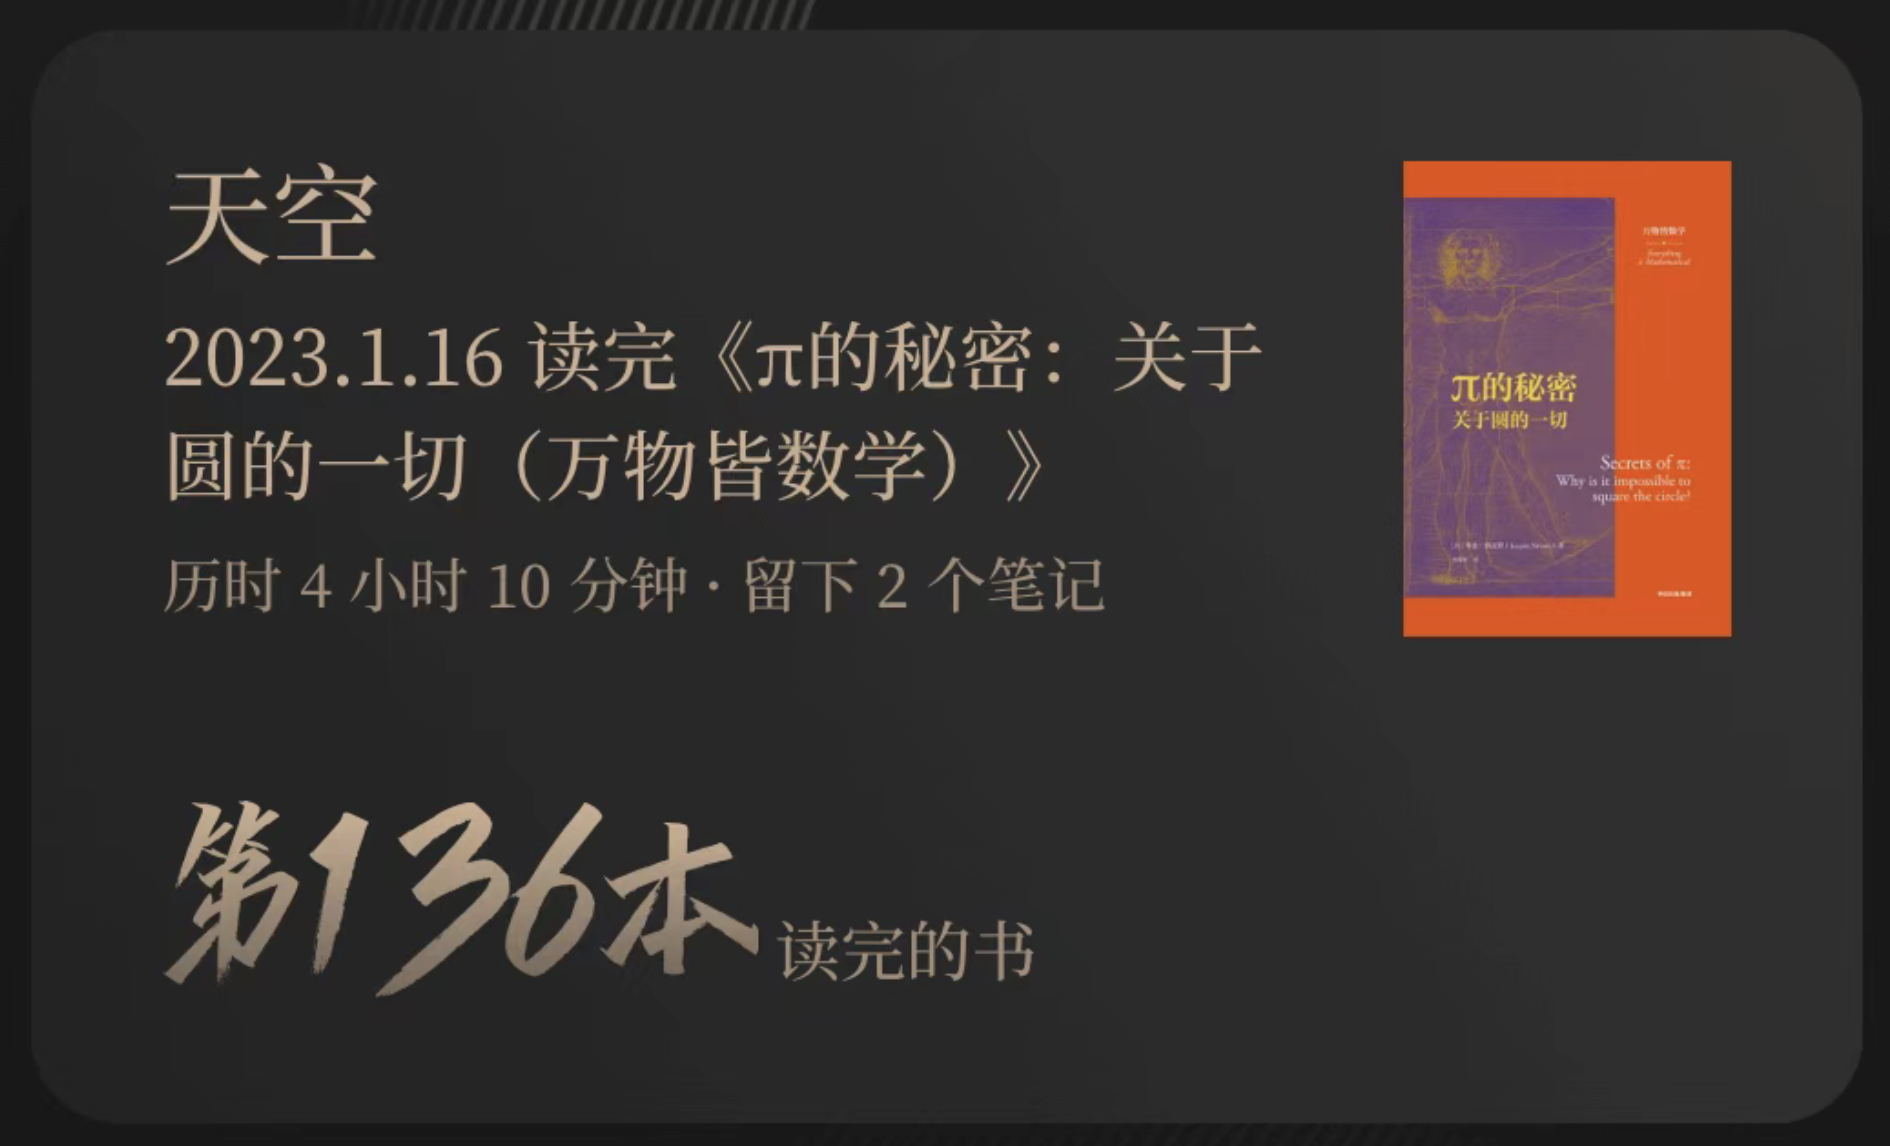 天空
2023.1.16 读完《π的秘密：关于
圆的一切（万物皆数学）》
历时 4 小时 10 分钟 · 留下 2 个笔记
第136本 读完的书
万物皆数学
Everything
is Mathematical
π的秘密
关于圆的一切
Secrets of π:
Why is it impossible to
square the circle?